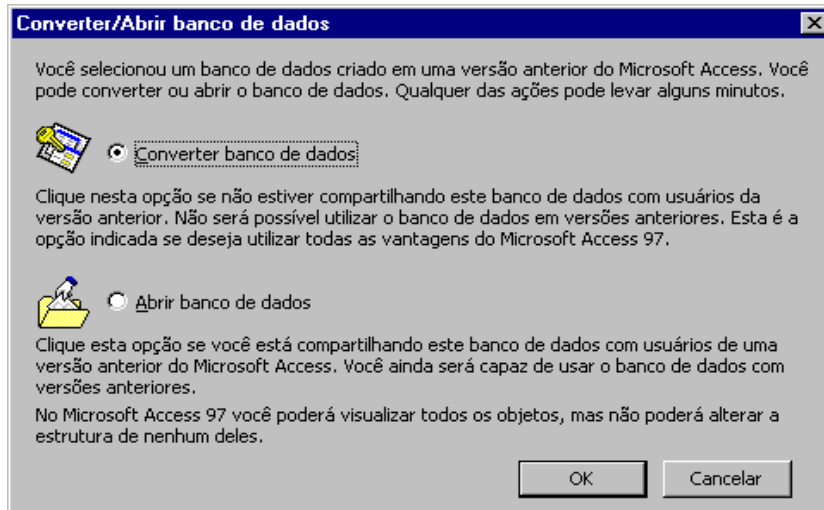 Converter/Abrir banco de dados
Você selecionou um banco de dados criado em uma versão anterior do Microsoft Access. Você
pode converter ou abrir o banco de dados. Qualquer das ações pode levar alguns minutos.
Converter banco de dados
Clique nesta opção se não estiver compartilhando este banco de dados com usuários da
versão anterior. Não será possível utilizar o banco de dados em versões anteriores. Esta é a
opção indicada se deseja utilizar todas as vantagens do Microsoft Access 97.
Abrir banco de dados
Clique esta opção se você está compartilhando este banco de dados com usuários de uma
versão anterior do Microsoft Access. Você ainda será capaz de usar o banco de dados com
versões anteriores.
No Microsoft Access 97 você poderá visualizar todos os objetos, mas não poderá alterar a
estrutura de nenhum deles.
OK
Cancelar